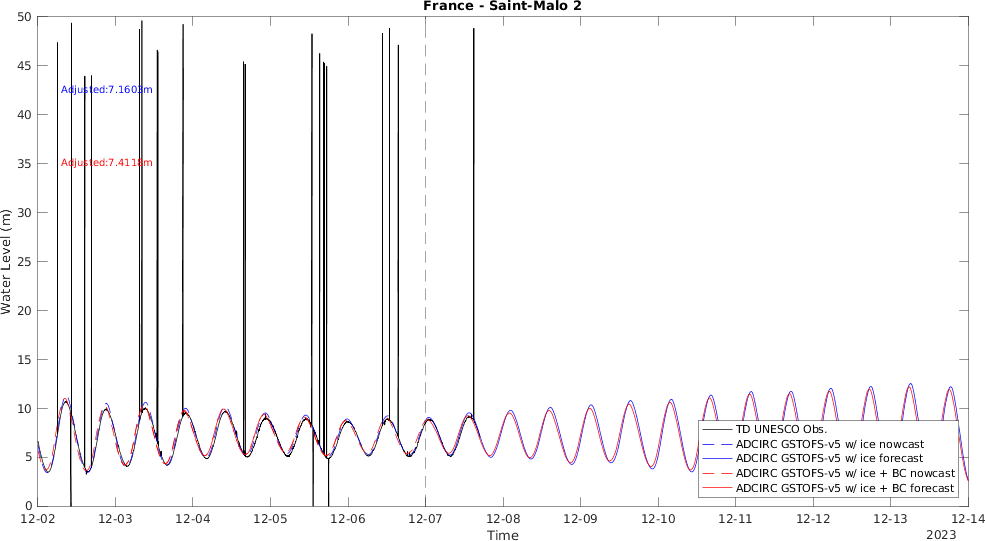 France - Saint-Malo 2
50
45
40
35
30
25
20
15
10
5
0
Water Level (m)
Adjusted:7.1603m
Adjusted:7.4118m
TD UNESCO Obs.
ADCIRC GSTOFS-v5 w/ ice nowcast
ADCIRC GSTOFS-v5 w/ ice forecast
ADCIRC GSTOFS-v5 w/ ice + BC nowcast
ADCIRC GSTOFS-v5 w/ ice + BC forecast
12-02 12-03 12-04 12-05 12-06 12-07 12-08 12-09 12-10 12-11 12-12 12-13 12-14
Time
2023